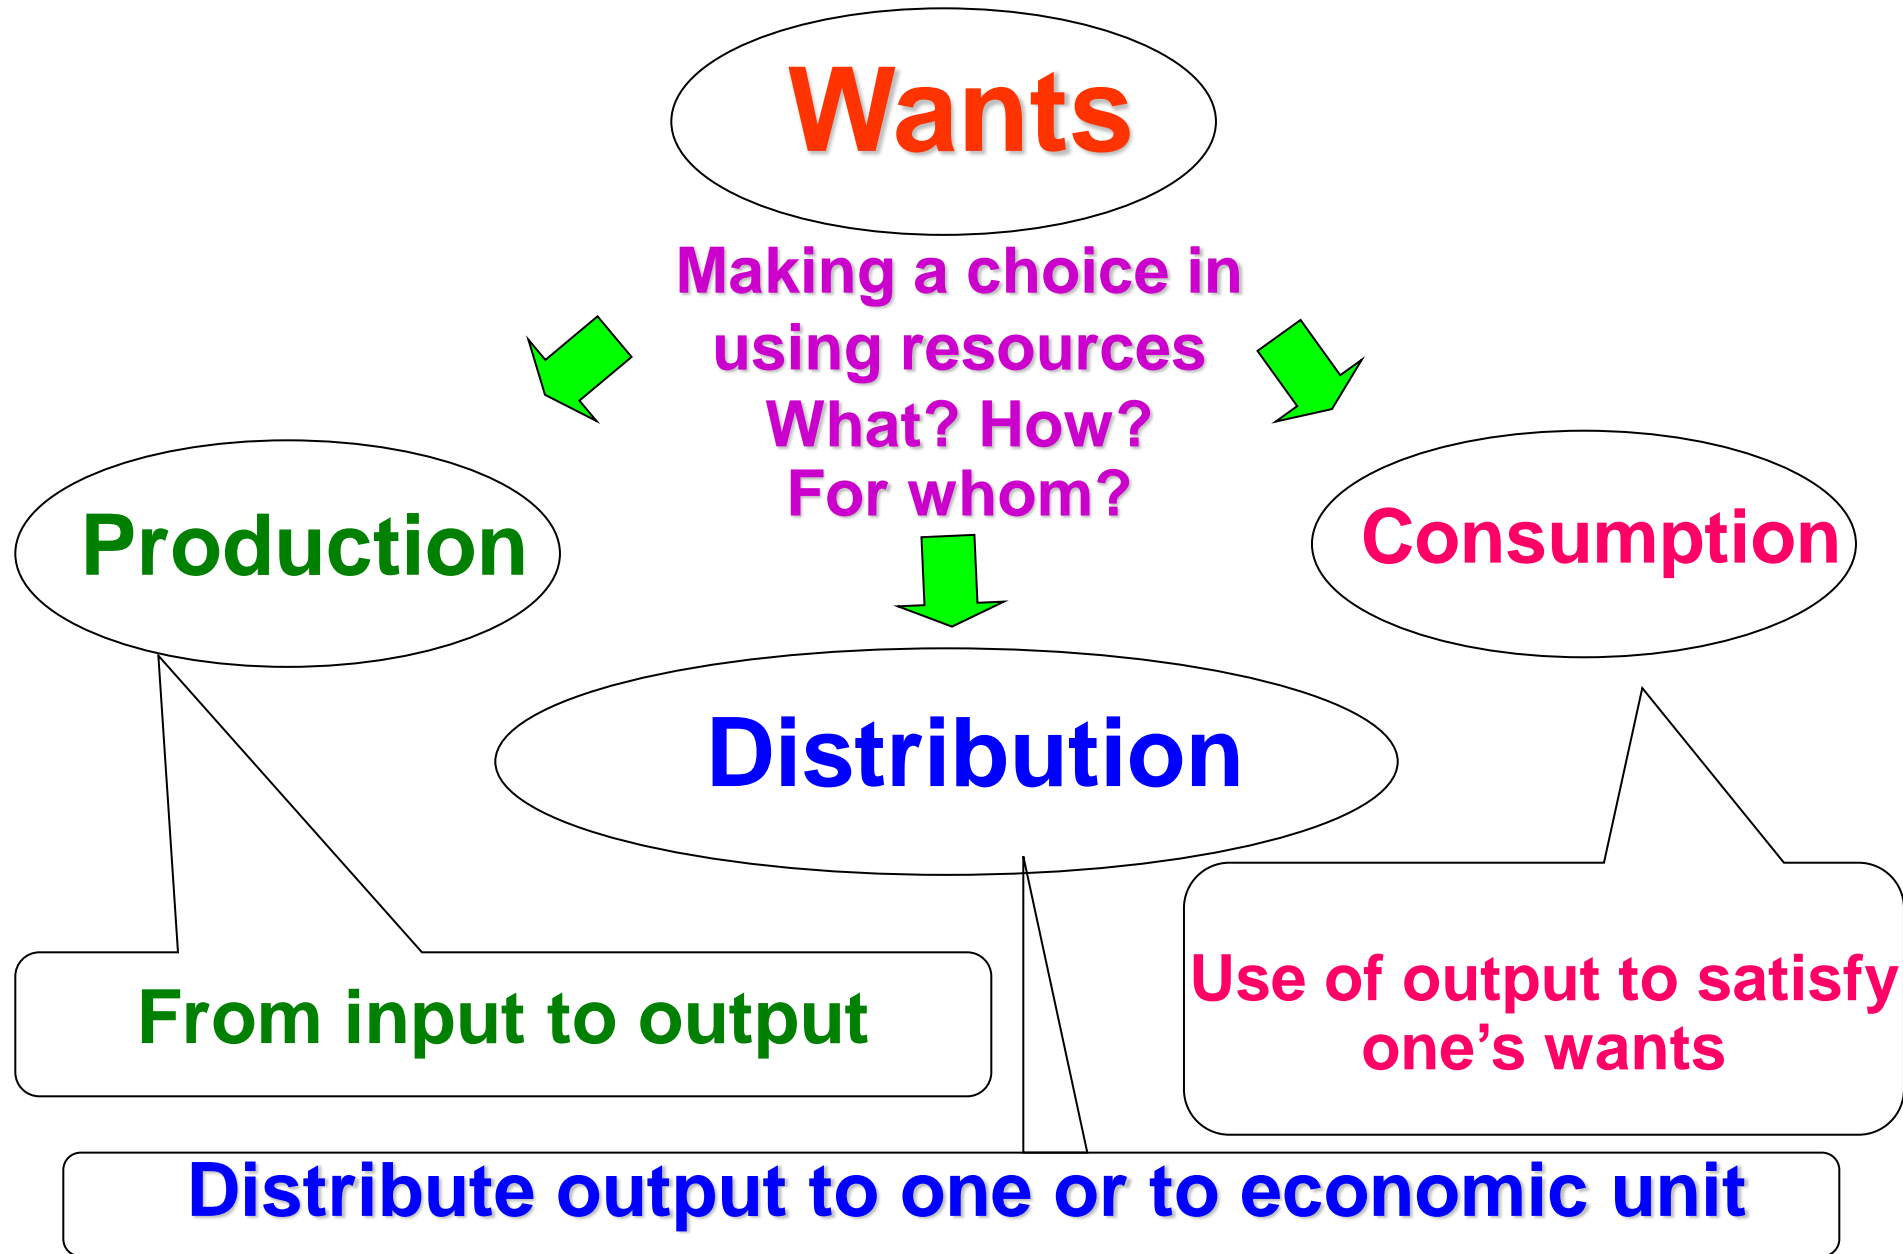 Wants
Making a choice in
using resources
What? How?
For whom?
Production
Consumption
Distribution
From input to output
Use of output to satisfy
one’s wants
Distribute output to one or to economic unit